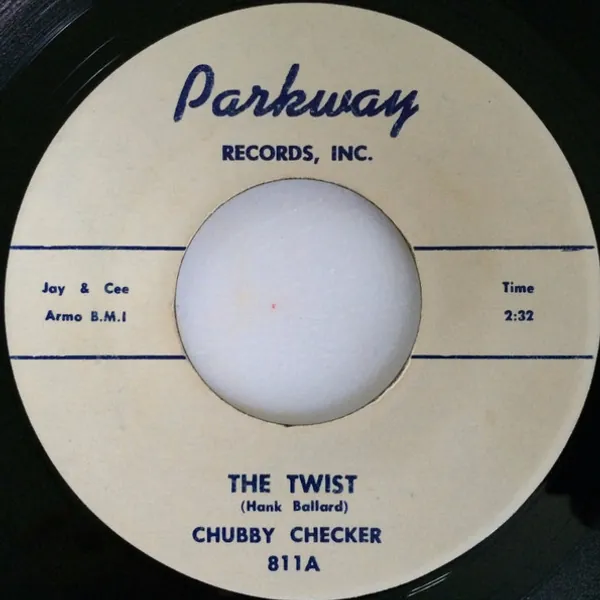 Parkway
RECORDS, INC.
Jay & Cee
Armo B.M.I
Time
2:32
THE TWIST
(Hank Ballard)
CHUBBY CHECKER
811A